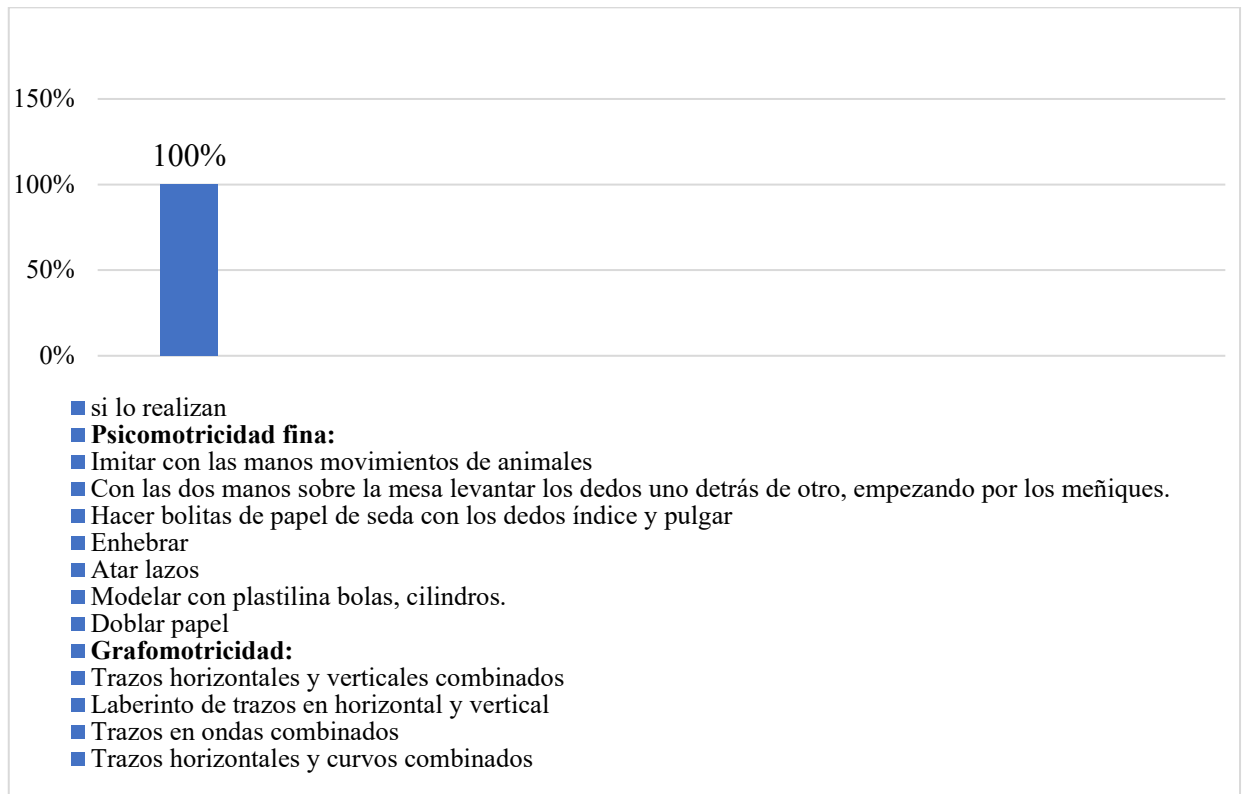 150%
100%
100%
50%
0%
si lo realizan
Psicomotricidad fina:
Imitar con las manos movimientos de animales
Con las dos manos sobre la mesa levantar los dedos uno detrás de otro, empezando por los meñiques.
Hacer bolitas de papel de seda con los dedos índice y pulgar
Enhebrar
Atar lazos
Modelar con plastilina bolas, cilindros.
Doblar papel
Grafomotricidad:
Trazos horizontales y verticales combinados
Laberinto de trazos en horizontal y vertical
Trazos en ondas combinados
Trazos horizontales y curvos combinados